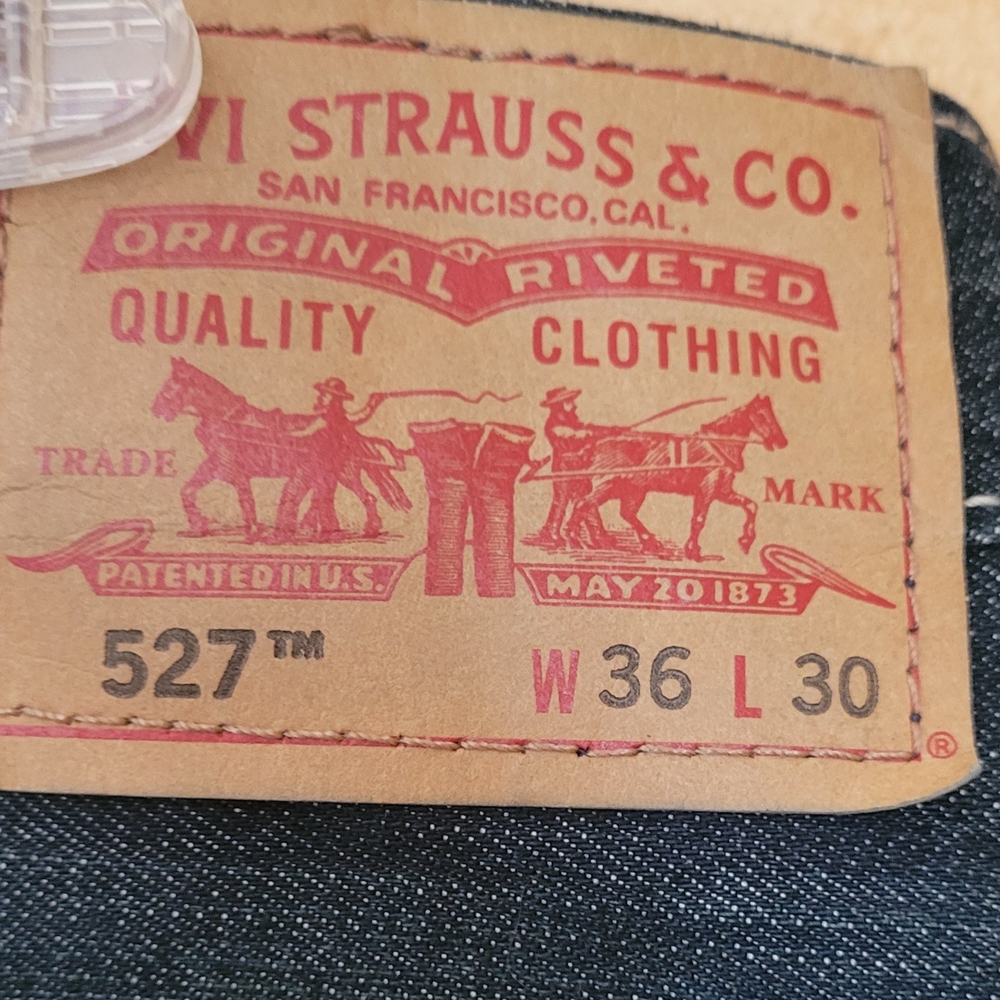 VI STRAUSS & CO.
SAN FRANCISCO, CAL.
ORIGINAL RIVETED
QUALITY CLOTHING
TRADE MARK
PATENTED IN U.S. MAY 20 1873
527™ W 36 L 30
®